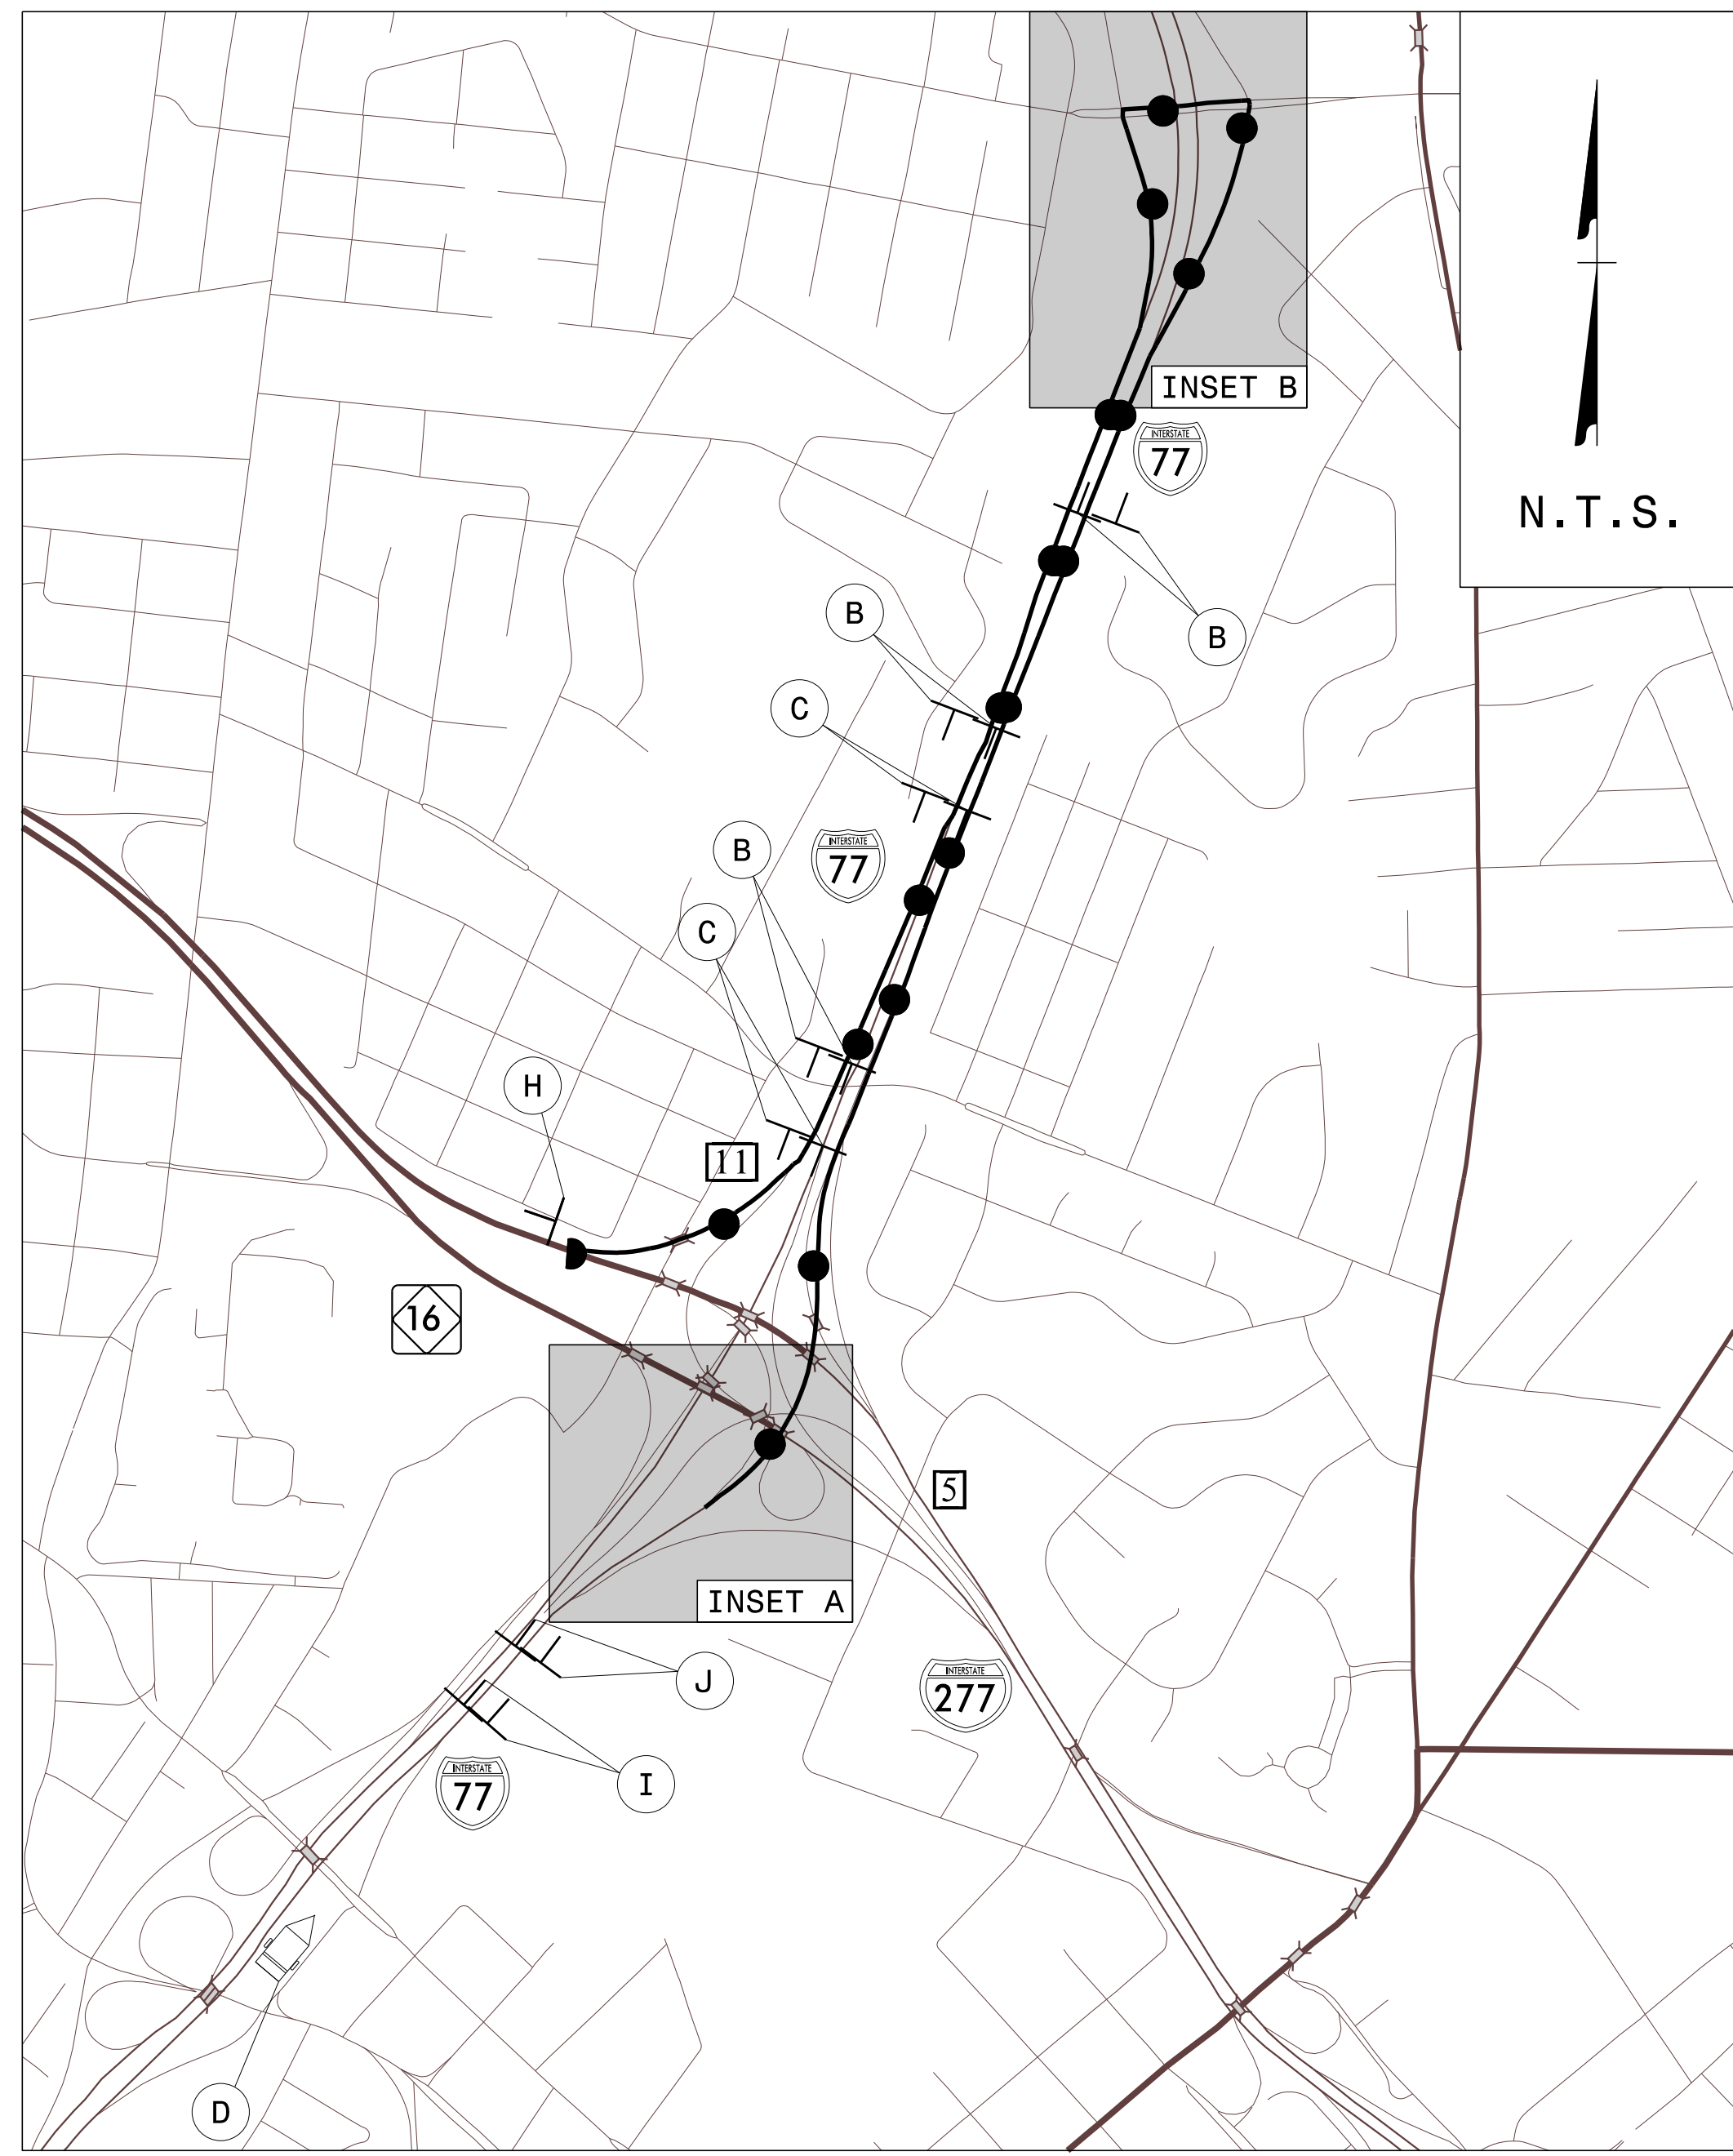 INSET B
INTERSTATE
77
N.T.S.
B
B
C
B
INTERSTATE
77
C
H
11
16
5
INSET A
J
INTERSTATE
277
I
INTERSTATE
77
D